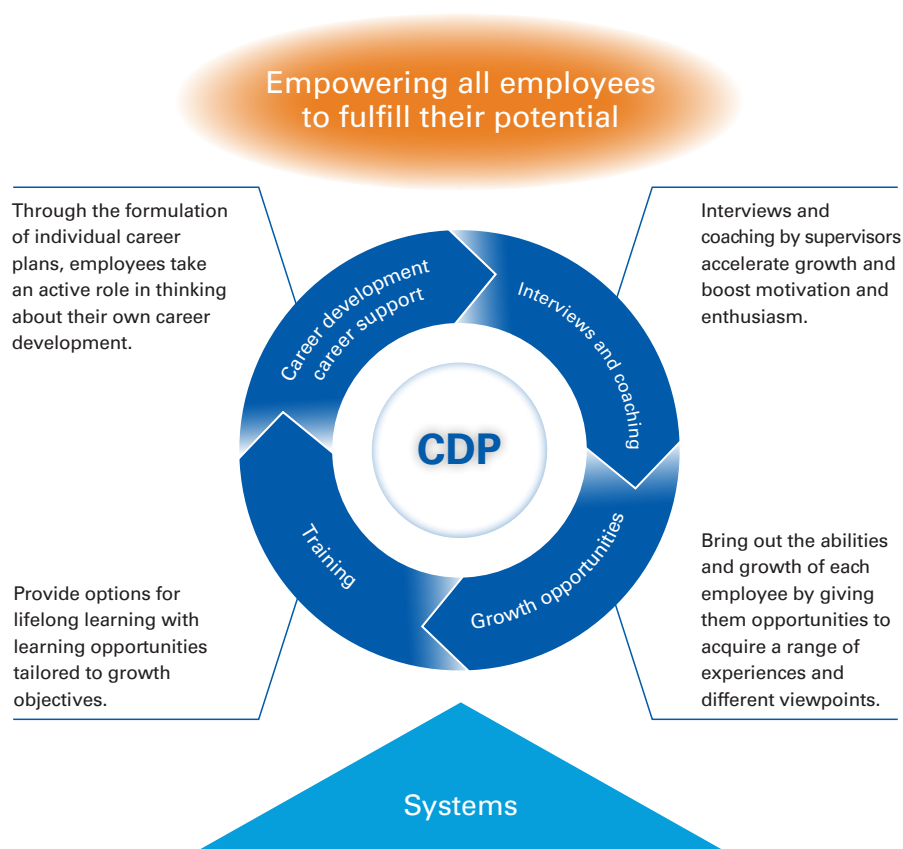 Empowering all employees
to fulfill their potential
Through the formulation
of individual career
plans, employees take
an active role in thinking
about their own career
development.
Interviews and
coaching by supervisors
accelerate growth and
boost motivation and
enthusiasm.
Career development
career support
Interviews and coaching
CDP
Training
Growth opportunities
Provide options for
lifelong learning with
learning opportunities
tailored to growth
objectives.
Bring out the abilities
and growth of each
employee by giving
them opportunities to
acquire a range of
experiences and
different viewpoints.
Systems